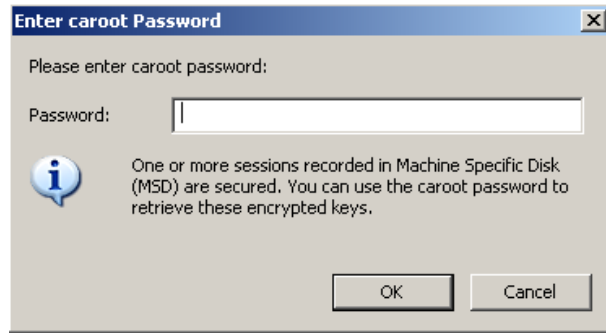 Enter caroot Password
Please enter caroot password:
Password:
One or more sessions recorded in Machine Specific Disk
(MSD) are secured. You can use the caroot password to
retrieve these encrypted keys.
OK
Cancel